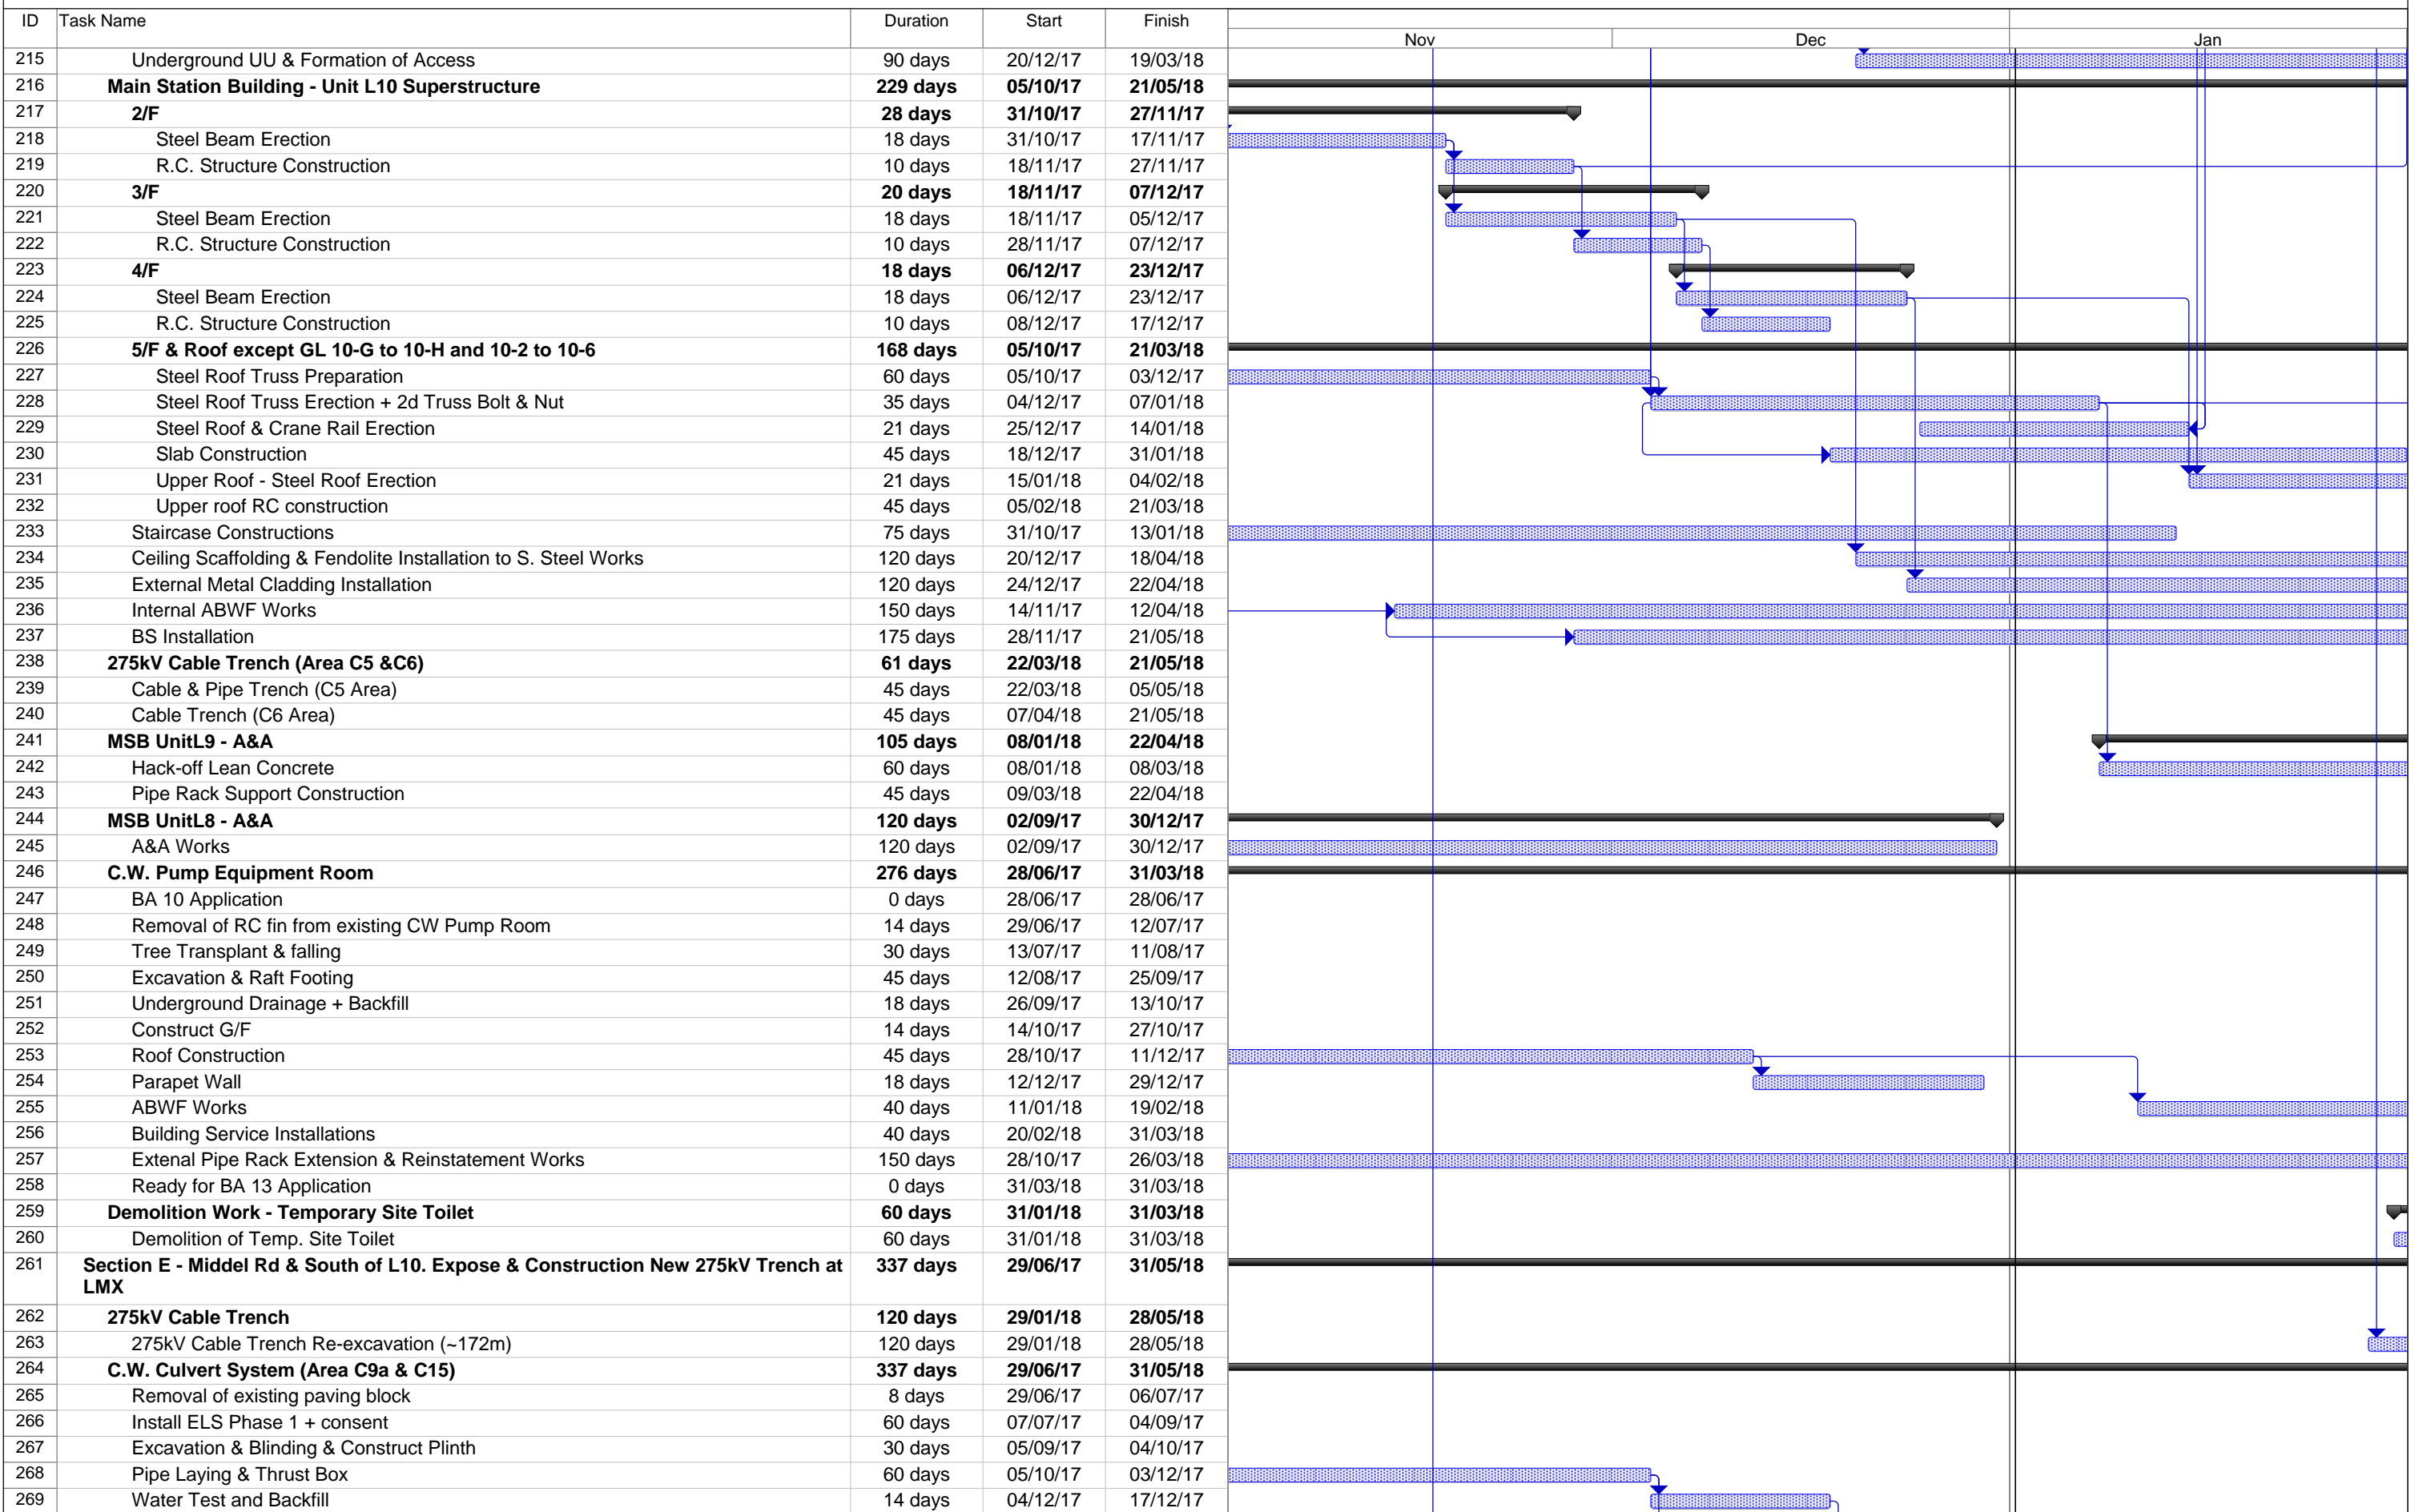 ID Task Name Duration Start Finish
Nov Dec Jan
215 Underground UU & Formation of Access 90 days 20/12/17 19/03/18
216 Main Station Building - Unit L10 Superstructure 229 days 05/10/17 21/05/18
217 2/F 28 days 31/10/17 27/11/17
218 Steel Beam Erection 18 days 31/10/17 17/11/17
219 R.C. Structure Construction 10 days 18/11/17 27/11/17
220 3/F 20 days 18/11/17 07/12/17
221 Steel Beam Erection 18 days 18/11/17 05/12/17
222 R.C. Structure Construction 10 days 28/11/17 07/12/17
223 4/F 18 days 06/12/17 23/12/17
224 Steel Beam Erection 18 days 06/12/17 23/12/17
225 R.C. Structure Construction 10 days 08/12/17 17/12/17
226 5/F & Roof except GL 10-G to 10-H and 10-2 to 10-6 168 days 05/10/17 21/03/18
227 Steel Roof Truss Preparation 60 days 05/10/17 03/12/17
228 Steel Roof Truss Erection + 2d Truss Bolt & Nut 35 days 04/12/17 07/01/18
229 Steel Roof & Crane Rail Erection 21 days 25/12/17 14/01/18
230 Slab Construction 45 days 18/12/17 31/01/18
231 Upper Roof - Steel Roof Erection 21 days 15/01/18 04/02/18
232 Upper roof RC construction 45 days 05/02/18 21/03/18
233 Staircase Constructions 75 days 31/10/17 13/01/18
234 Ceiling Scaffolding & Fendolite Installation to S. Steel Works 120 days 20/12/17 18/04/18
235 External Metal Cladding Installation 120 days 24/12/17 22/04/18
236 Internal ABWF Works 150 days 14/11/17 12/04/18
237 BS Installation 175 days 28/11/17 21/05/18
238 275kV Cable Trench (Area C5 &C6) 61 days 22/03/18 21/05/18
239 Cable & Pipe Trench (C5 Area) 45 days 22/03/18 05/05/18
240 Cable Trench (C6 Area) 45 days 07/04/18 21/05/18
241 MSB UnitL9 - A&A 105 days 08/01/18 22/04/18
242 Hack-off Lean Concrete 60 days 08/01/18 08/03/18
243 Pipe Rack Support Construction 45 days 09/03/18 22/04/18
244 MSB UnitL8 - A&A 120 days 02/09/17 30/12/17
245 A&A Works 120 days 02/09/17 30/12/17
246 C.W. Pump Equipment Room 276 days 28/06/17 31/03/18
247 BA 10 Application 0 days 28/06/17 28/06/17
248 Removal of RC fin from existing CW Pump Room 14 days 29/06/17 12/07/17
249 Tree Transplant & falling 30 days 13/07/17 11/08/17
250 Excavation & Raft Footing 45 days 12/08/17 25/09/17
251 Underground Drainage + Backfill 18 days 26/09/17 13/10/17
252 Construct G/F 14 days 14/10/17 27/10/17
253 Roof Construction 45 days 28/10/17 11/12/17
254 Parapet Wall 18 days 12/12/17 29/12/17
255 ABWF Works 40 days 11/01/18 19/02/18
256 Building Service Installations 40 days 20/02/18 31/03/18
257 Extenal Pipe Rack Extension & Reinstatement Works 150 days 28/10/17 26/03/18
258 Ready for BA 13 Application 0 days 31/03/18 31/03/18
259 Demolition Work - Temporary Site Toilet 60 days 31/01/18 31/03/18
260 Demolition of Temp. Site Toilet 60 days 31/01/18 31/03/18
261 Section E - Middel Rd & South of L10. Expose & Construction New 275kV Trench at 337 days 29/06/17 31/05/18
LMX
262 275kV Cable Trench 120 days 29/01/18 28/05/18
263 275kV Cable Trench Re-excavation (~172m) 120 days 29/01/18 28/05/18
264 C.W. Culvert System (Area C9a & C15) 337 days 29/06/17 31/05/18
265 Removal of existing paving block 8 days 29/06/17 06/07/17
266 Install ELS Phase 1 + consent 60 days 07/07/17 04/09/17
267 Excavation & Blinding & Construct Plinth 30 days 05/09/17 04/10/17
268 Pipe Laying & Thrust Box 60 days 05/10/17 03/12/17
269 Water Test and Backfill 14 days 04/12/17 17/12/17